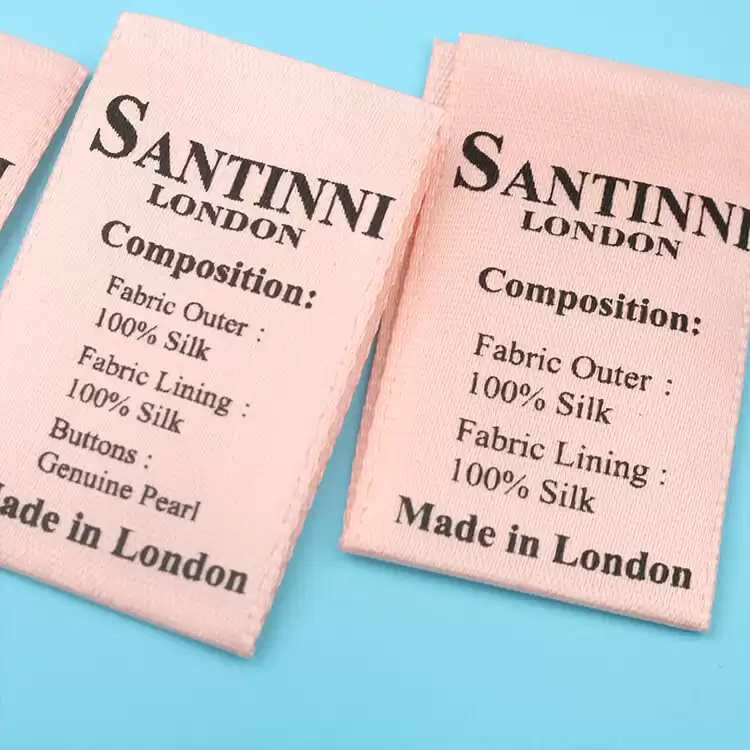 SANTINNI
LONDON
Composition:
Fabric Outer :
100% Silk
Fabric Lining :
100% Silk
Buttons :
Genuine Pearl
ade in London
SANTINNI
LONDON
Composition:
Fabric Outer :
100% Silk
Fabric Lining :
100% Silk
Made in London